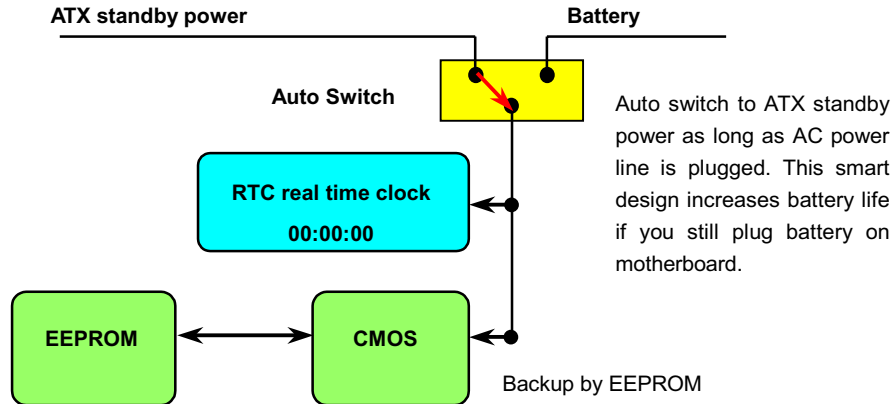 ATX standby power
Battery
Auto Switch
Auto switch to ATX standby
power as long as AC power
line is plugged. This smart
design increases battery life
if you still plug battery on
motherboard.
RTC real time clock
00:00:00
EEPROM
CMOS
Backup by EEPROM